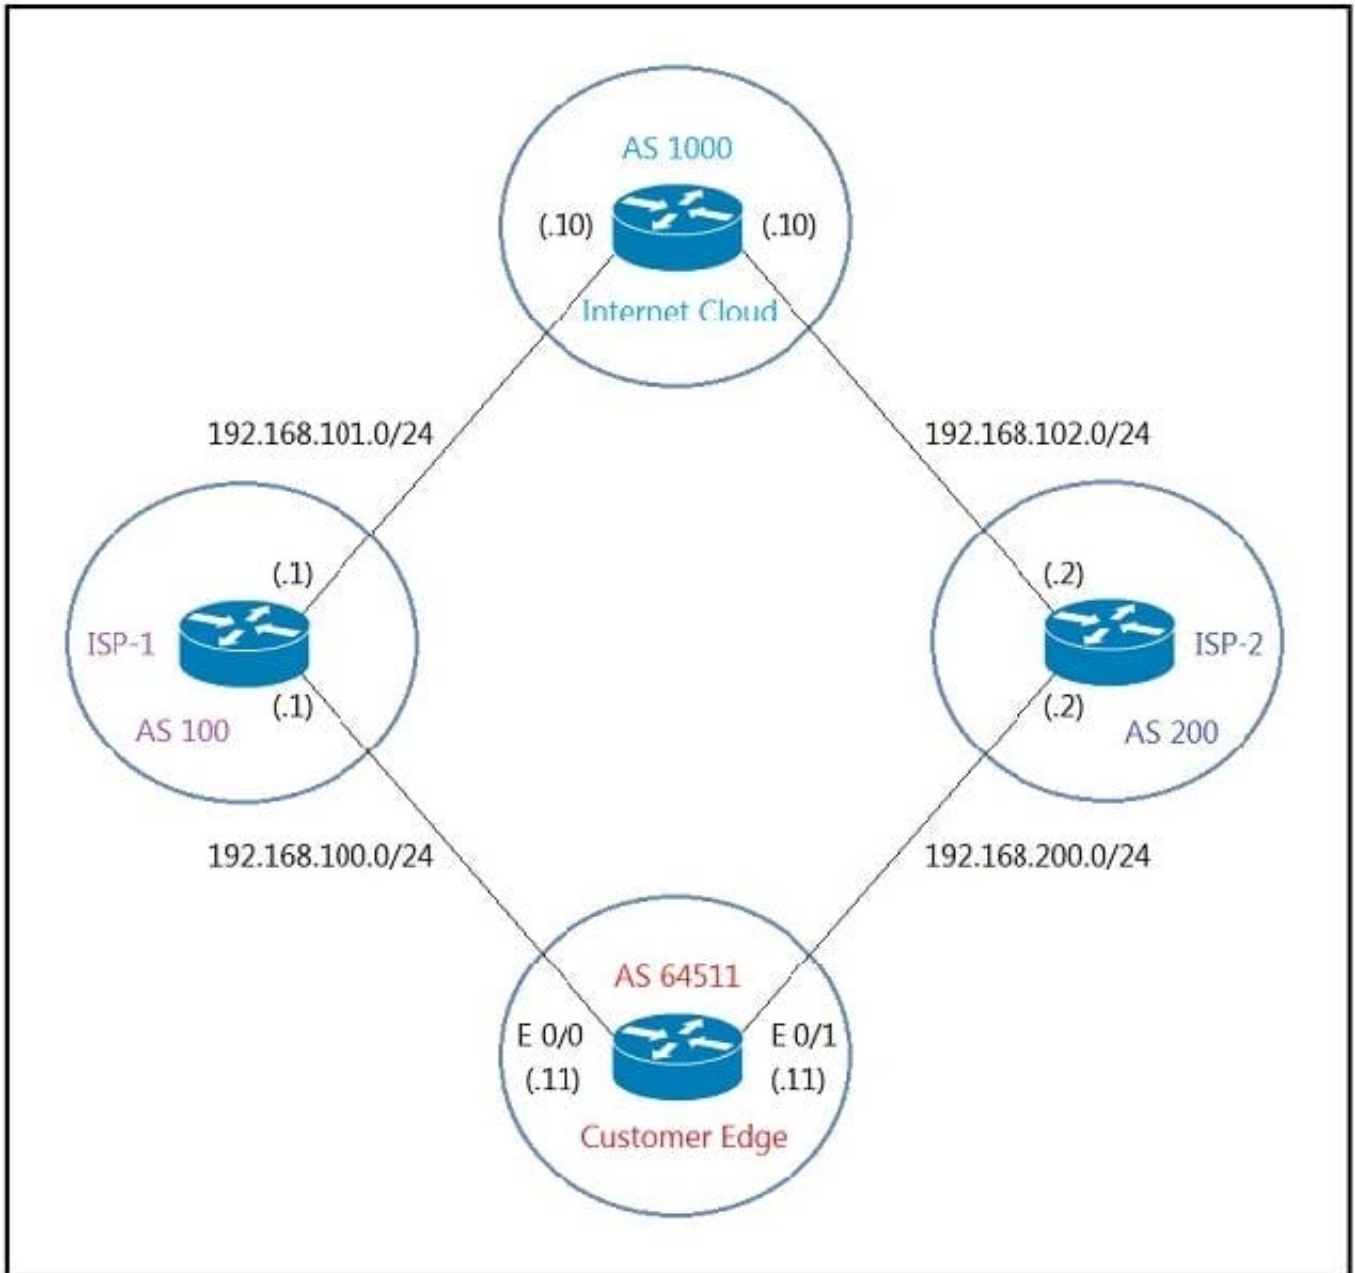 AS 1000
(.10)
(.10)
Internet Cloud
192.168.101.0/24
192.168.102.0/24
(.1)
(.2)
ISP-1
ISP-2
(.1)
(.2)
AS 100
AS 200
192.168.100.0/24
192.168.200.0/24
AS 64511
E 0/0
E 0/1
(.11)
(.11)
Customer Edge